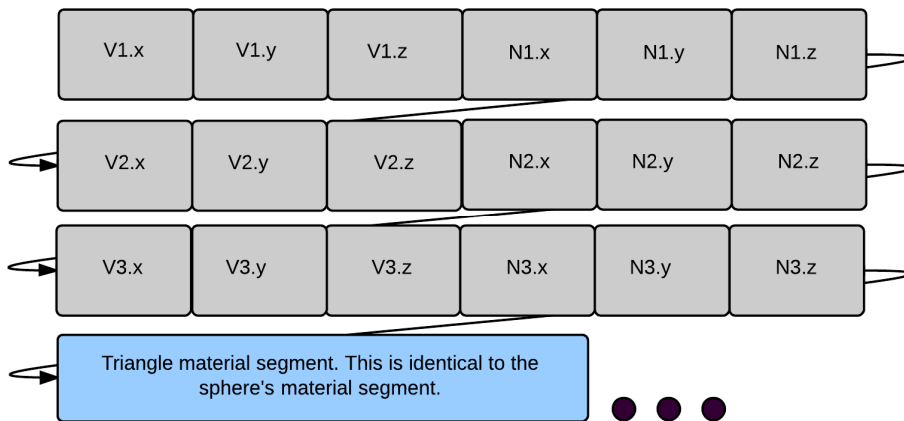 V1.x V1.y V1.z N1.x N1.y N1.z
V2.x V2.y V2.z N2.x N2.y N2.z
V3.x V3.y V3.z N3.x N3.y N3.z
Triangle material segment. This is identical to the
sphere's material segment.